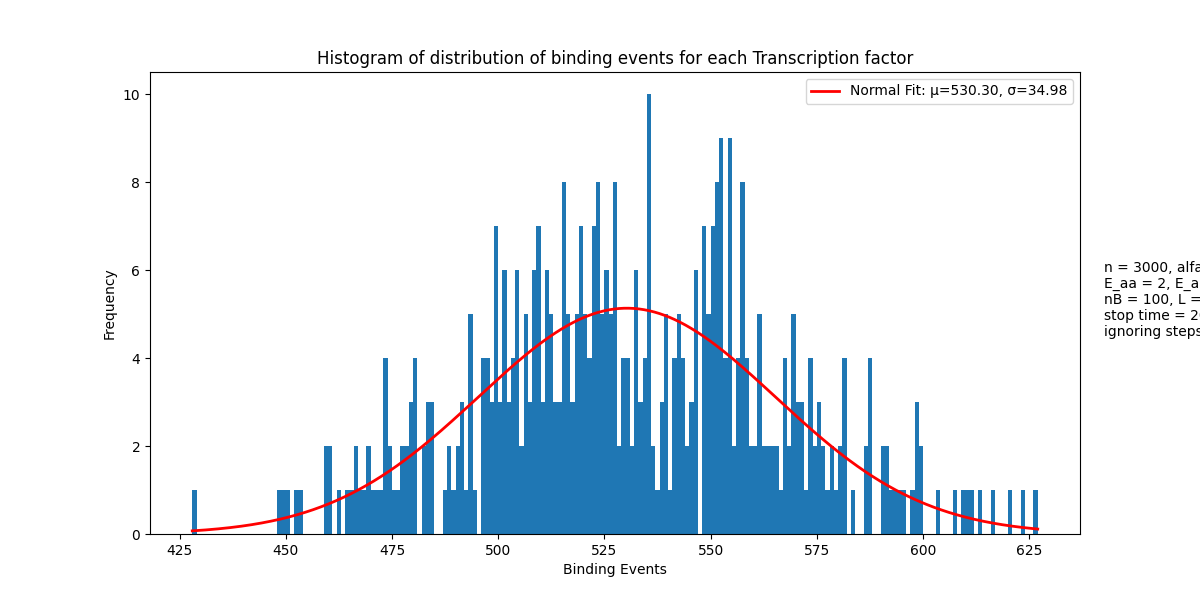 Histogram of distribution of binding events for each Transcription factor
Normal Fit: μ=530.30, σ=34.98
10
8
6
4
2
0
Frequency
425 450 475 500 525 550 575 600 625
Binding Events
n = 3000, alfa
E_aa = 2, E_a
nB = 100, L =
stop time = 2
ignoring steps